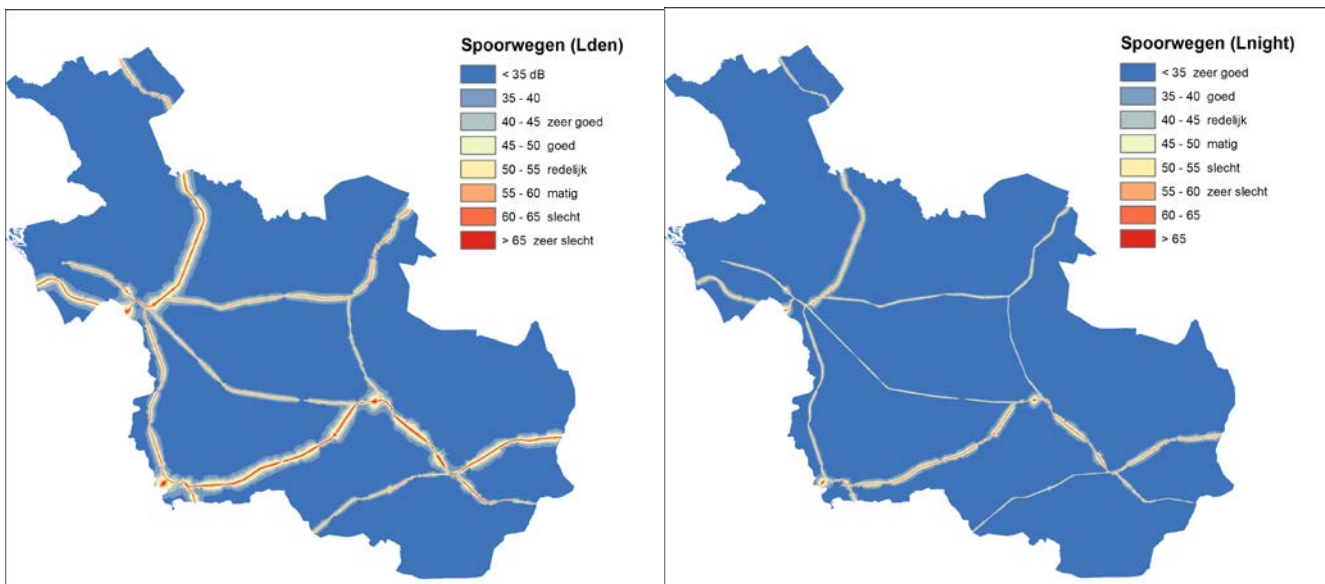 Spoorwegen (Lden)
< 35 dB
35 - 40
40 - 45 zeer goed
45 - 50 goed
50 - 55 redelijk
55 - 60 matig
60 - 65 slecht
> 65 zeer slecht
Spoorwegen (Lnight)
< 35 zeer goed
35 - 40 goed
40 - 45 redelijk
45 - 50 matig
50 - 55 slecht
55 - 60 zeer slecht
60 - 65
> 65